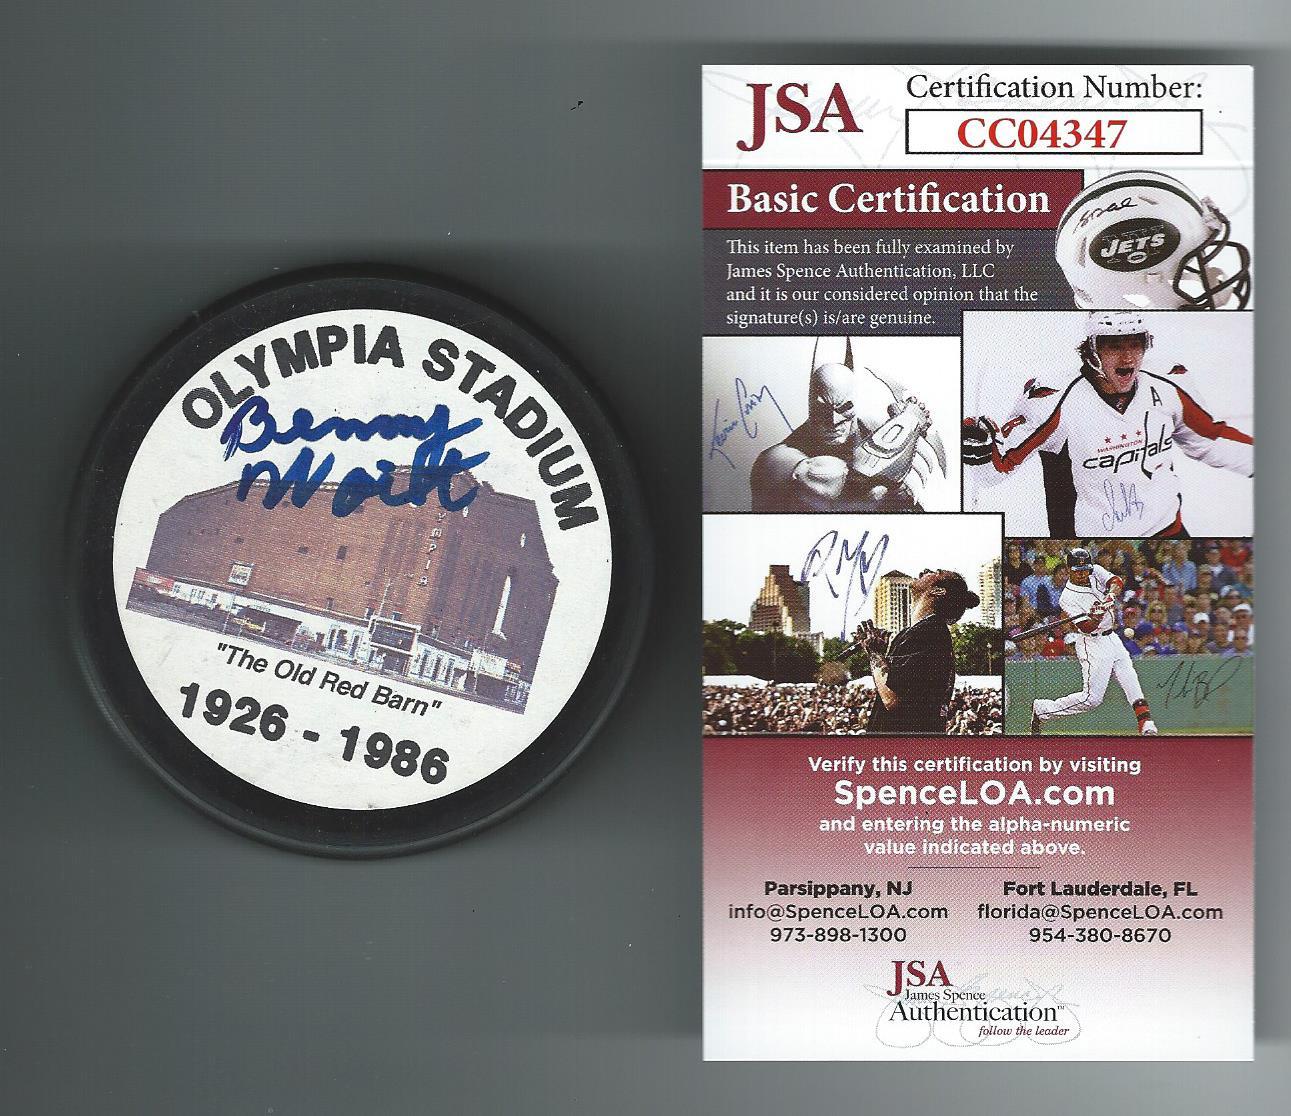 OLYMPIA STADIUM
Benny
Woit
OLYMPIA
"The Old Red Barn"
1926 - 1986
JSA
Certification Number:
CC04347
Basic Certification
This item has been fully examined by
James Spence Authentication, LLC
and it is our considered opinion that the
signature(s) is/are genuine.
JETS
Kevin Conroy
A
WASHINGTON
capitals
Verify this certification by visiting
SpenceLOA.com
and entering the alpha-numeric
value indicated above.
Parsippany, NJ
info@SpenceLOA.com
973-898-1300
Fort Lauderdale, FL
florida@SpenceLOA.com
954-380-8670
JSA
James Spence
Authentication™
follow the leader